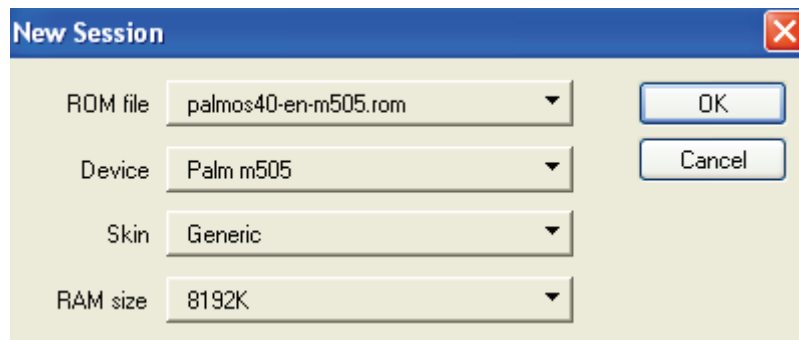 New Session
ROM file palmos40-en-m505.rom OK
Device Palm m505 Cancel
Skin Generic
RAM size 8192K